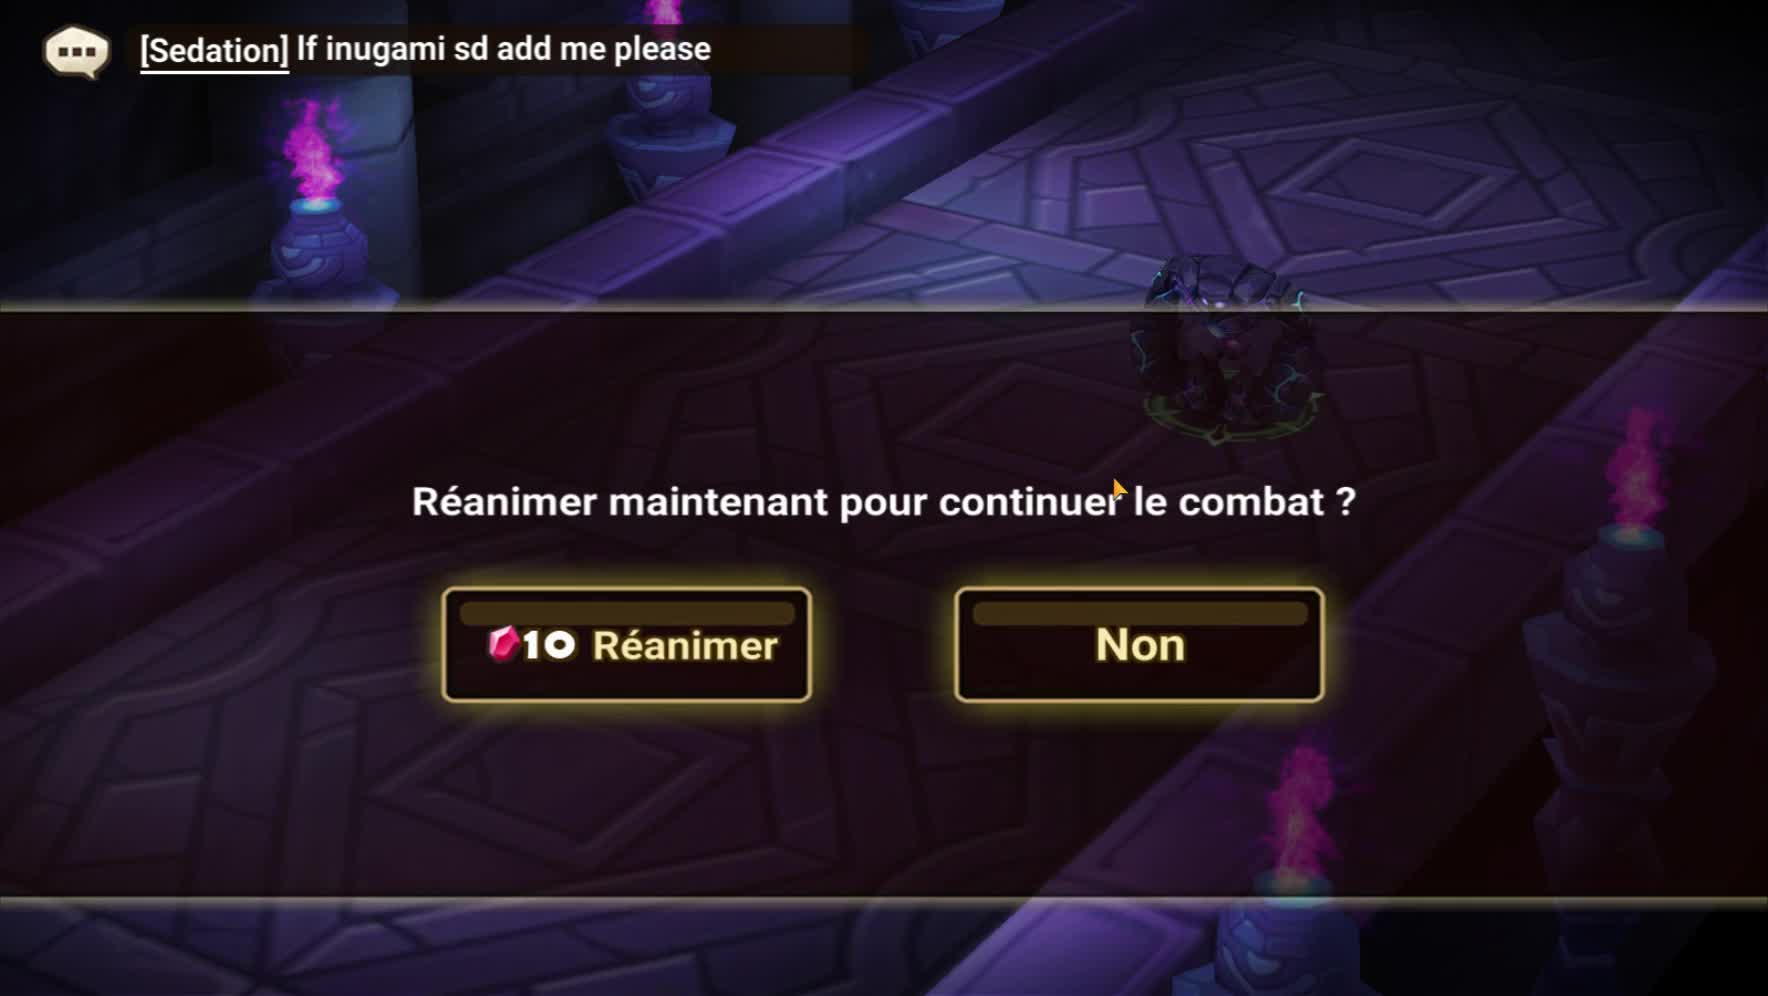 [Sedation] If inugami sd add me please
Réanimer maintenant pour continuer le combat ?
10 Réanimer
Non